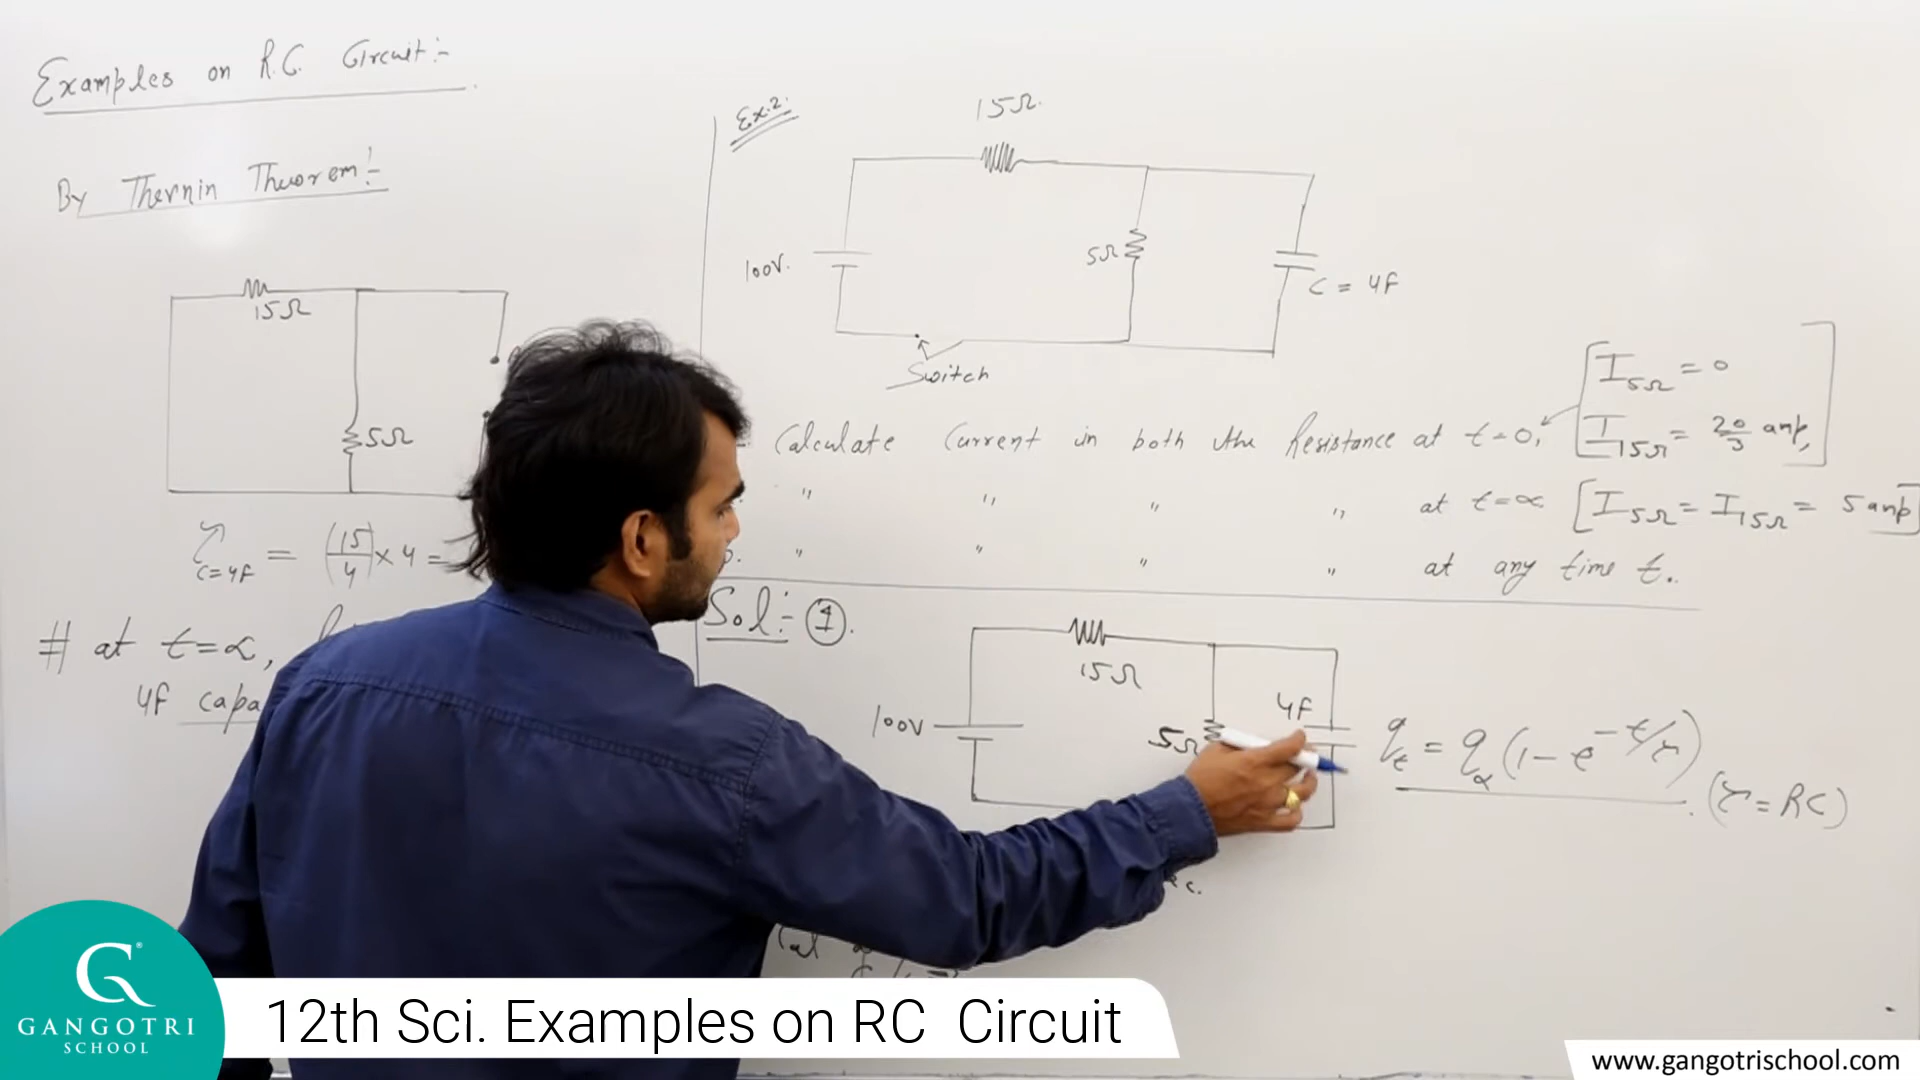 Examples on R.C. Circuit:-
By Thevnin Theorem:-
15Ω
5Ω
τ C=4F = (15/4) × 4 =
# at t=∝,
4F capa
Ex.2.
15Ω.
100V.
5Ω
C = 4F
Switch
Calculate Current in both the Resistance at t=0,
[I5Ω = 0
I15Ω = 20/3 amp,]
" " " " at t=∝ [I5Ω = I15Ω = 5 amp]
" " " " at any time t.
Sol:- ①.
15Ω
100V
5Ω
4F
qt = q∝ (1 - e^-t/τ)
(τ = RC)
G®
GANGOTRI
SCHOOL
12th Sci. Examples on RC Circuit
www.gangotrischool.com